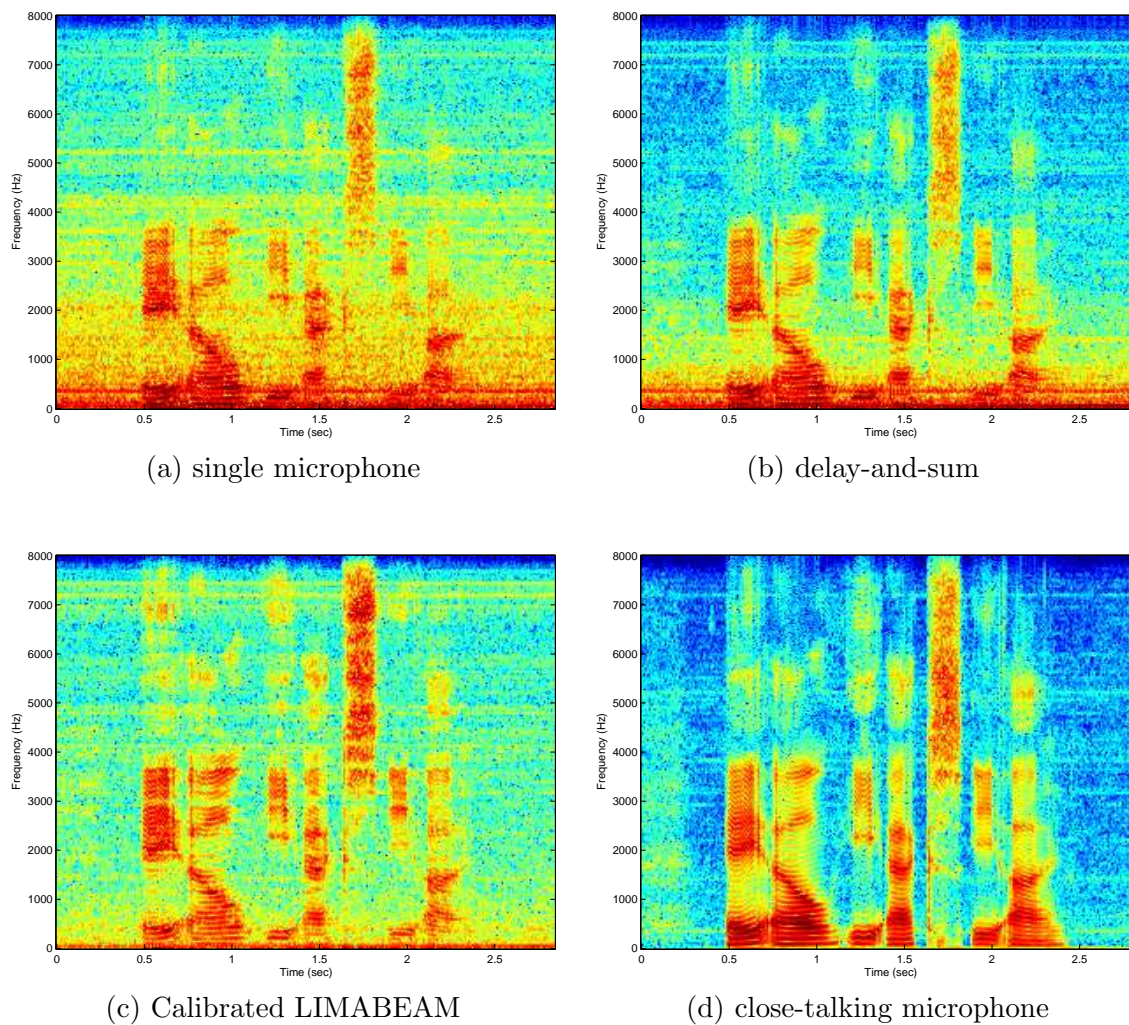 8000
7000
6000
5000
4000
3000
2000
1000
0
Frequency (Hz)
0 0.5 1 1.5 2 2.5
Time (sec)
(a) single microphone
8000
7000
6000
5000
4000
3000
2000
1000
0
Frequency (Hz)
0 0.5 1 1.5 2 2.5
Time (sec)
(b) delay-and-sum
8000
7000
6000
5000
4000
3000
2000
1000
0
Frequency (Hz)
0 0.5 1 1.5 2 2.5
Time (sec)
(c) Calibrated LIMABEAM
8000
7000
6000
5000
4000
3000
2000
1000
0
Frequency (Hz)
0 0.5 1 1.5 2 2.5
Time (sec)
(d) close-talking microphone